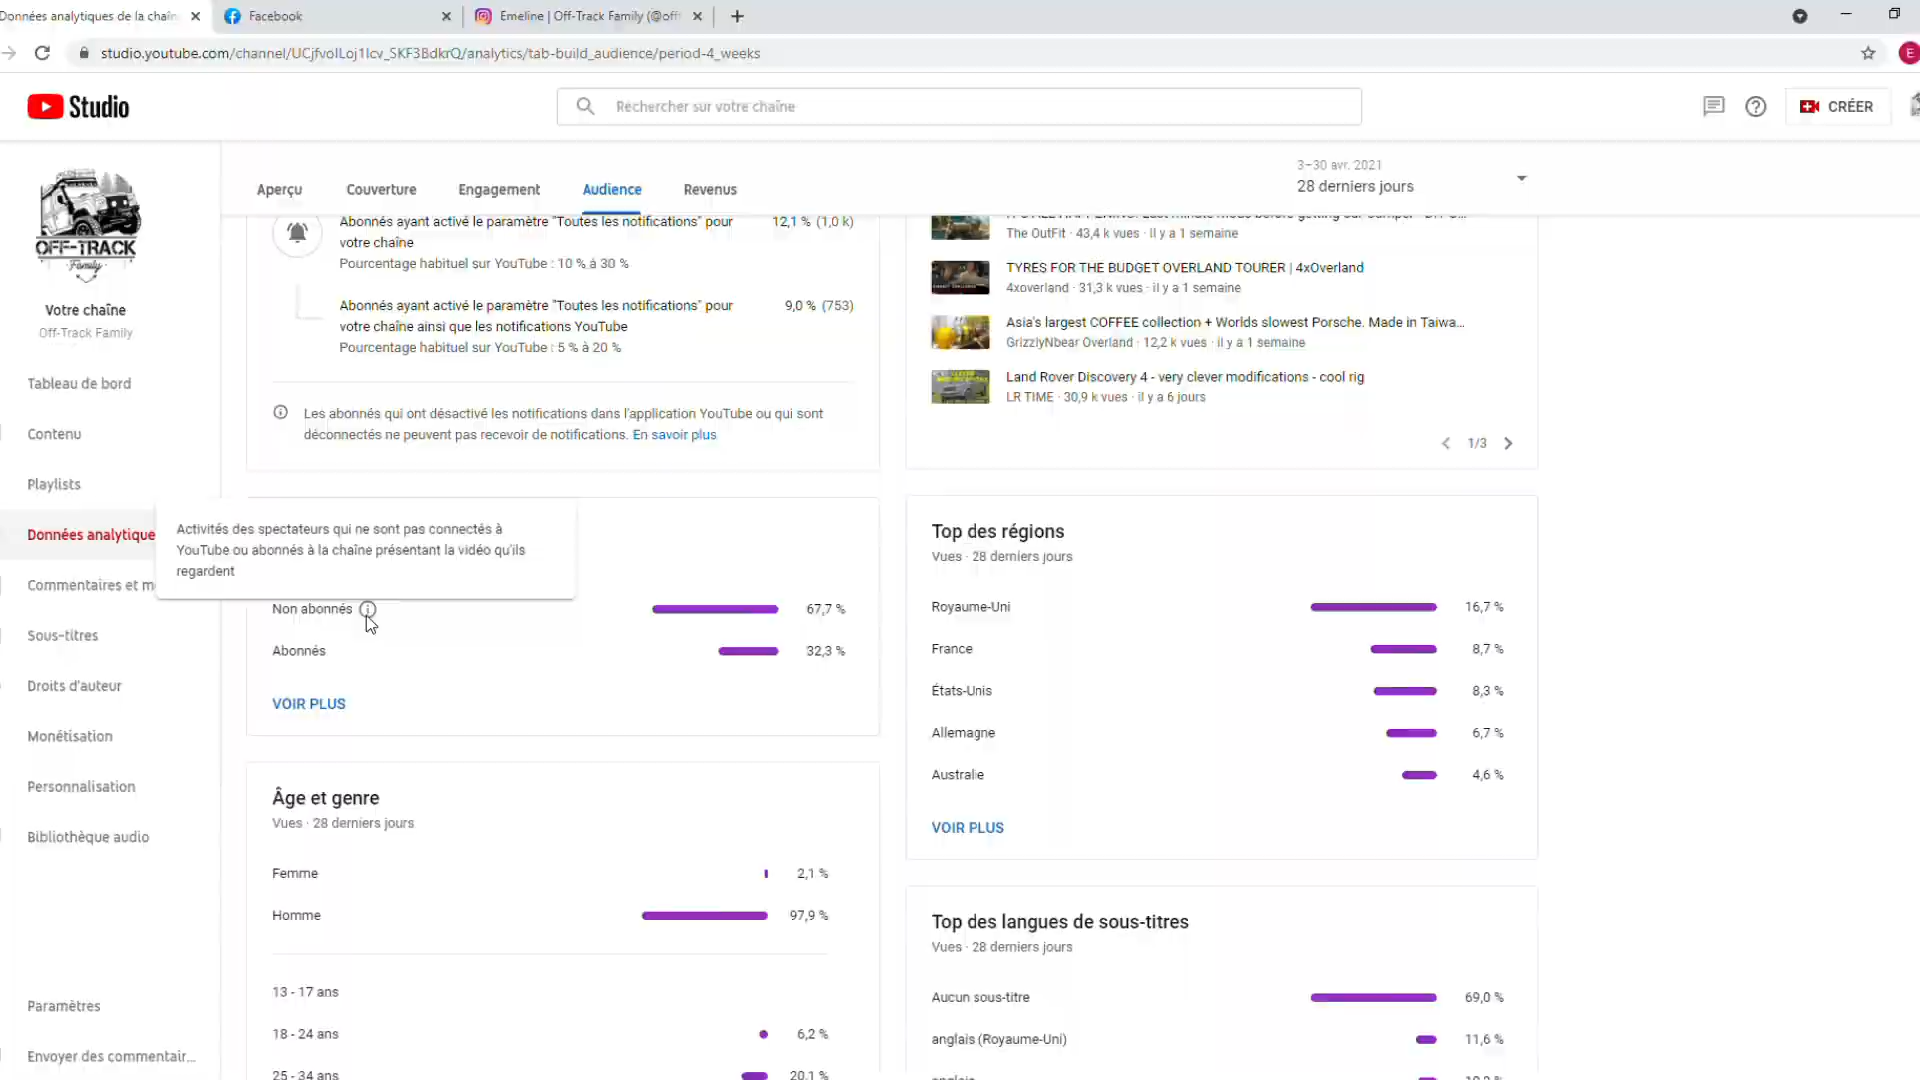 Données analytiques de la chaîn
Facebook
Emeline | Off-Track Family (@off
studio.youtube.com/channel/UCjfvolLoj1lcv_SKF3BdkrQ/analytics/tab-build_audience/period-4_weeks
E
Studio
Rechercher sur votre chaîne
CRÉER
OFF-TRACK
Family
Votre chaîne
Off-Track Family
Tableau de bord
Contenu
Playlists
Données analytique
Commentaires et m
Sous-titres
Droits d'auteur
Monétisation
Personnalisation
Bibliothèque audio
Paramètres
Envoyer des commentair...
Aperçu
Couverture
Engagement
Audience
Revenus
3–30 avr. 2021
28 derniers jours
Abonnés ayant activé le paramètre "Toutes les notifications" pour
votre chaîne
12,1 % (1,0 k)
Pourcentage habituel sur YouTube : 10 % à 30 %
Abonnés ayant activé le paramètre "Toutes les notifications" pour
votre chaîne ainsi que les notifications YouTube
9,0 % (753)
Pourcentage habituel sur YouTube : 5 % à 20 %
Les abonnés qui ont désactivé les notifications dans l'application YouTube ou qui sont
déconnectés ne peuvent pas recevoir de notifications. En savoir plus
Activités des spectateurs qui ne sont pas connectés à
YouTube ou abonnés à la chaîne présentant la vidéo qu'ils
regardent
Non abonnés 67,7 %
Abonnés 32,3 %
VOIR PLUS
Âge et genre
Vues · 28 derniers jours
Femme 2,1 %
Homme 97,9 %
13 - 17 ans
18 - 24 ans 6,2 %
25 - 34 ans 20,1 %
The OutFit · 43,4 k vues · il y a 1 semaine
TYRES FOR THE BUDGET OVERLAND TOURER | 4xOverland
4xoverland · 31,3 k vues · il y a 1 semaine
Asia's largest COFFEE collection + Worlds slowest Porsche. Made in Taiwa...
GrizzlyNbear Overland · 12,2 k vues · il y a 1 semaine
Land Rover Discovery 4 - very clever modifications - cool rig
LR TIME · 30,9 k vues · il y a 6 jours
1/3
Top des régions
Vues · 28 derniers jours
Royaume-Uni 16,7 %
France 8,7 %
États-Unis 8,3 %
Allemagne 6,7 %
Australie 4,6 %
VOIR PLUS
Top des langues de sous-titres
Vues · 28 derniers jours
Aucun sous-titre 69,0 %
anglais (Royaume-Uni) 11,6 %